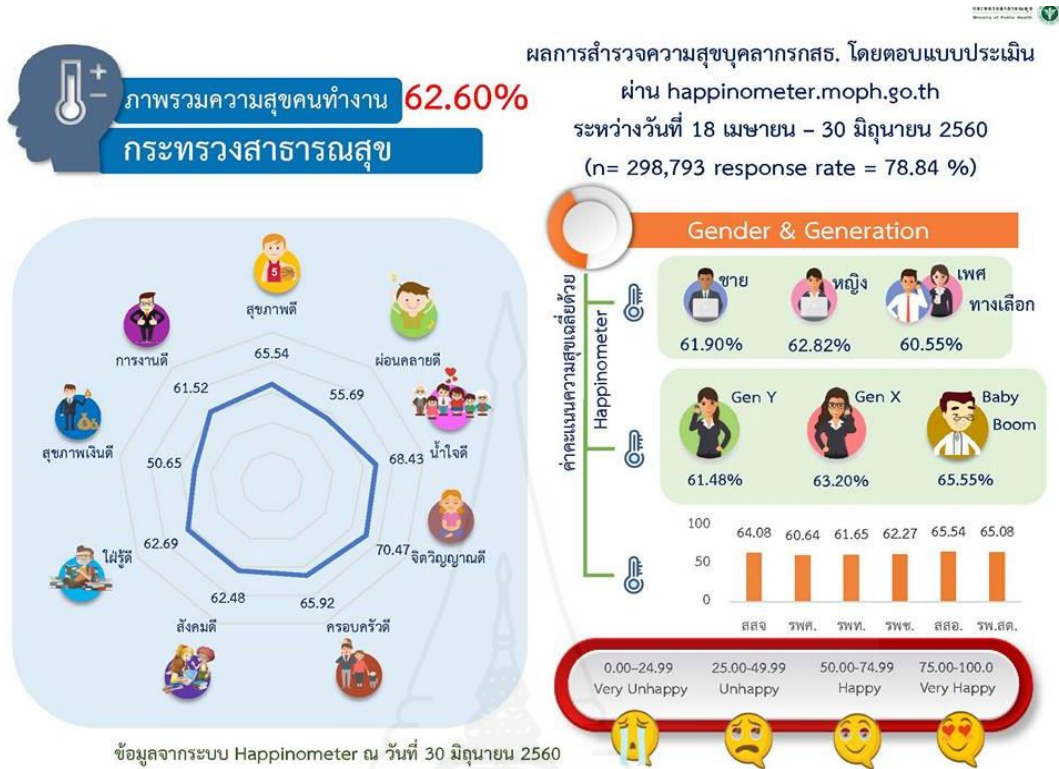 กระทรวงสาธารณสุข
Ministry of Public Health
ภาพรวมความสุขคนทำงาน 62.60%
กระทรวงสาธารณสุข
ผลการสำรวจความสุขบุคลากรกสธ. โดยตอบแบบประเมิน
ผ่าน happinometer.moph.go.th
ระหว่างวันที่ 18 เมษายน – 30 มิถุนายน 2560
(n= 298,793 response rate = 78.84 %)
สุขภาพดี
65.54
ผ่อนคลายดี
55.69
น้ำใจดี
68.43
จิตวิญญาณดี
70.47
ครอบครัวดี
65.92
สังคมดี
62.48
ใฝ่รู้ดี
62.69
สุขภาพเงินดี
50.65
การงานดี
61.52
5
ข้อมูลจากระบบ Happinometer ณ วันที่ 30 มิถุนายน 2560
Gender & Generation
ค่าคะแนนความสุขเฉลี่ยด้วย
Happinometer
ชาย
61.90%
หญิง
62.82%
เพศ
ทางเลือก
60.55%
Gen Y
61.48%
Gen X
63.20%
Baby
Boom
65.55%
100
50
0
64.08 60.64 61.65 62.27 65.54 65.08
สสจ รพศ. รพท. รพช. สสอ. รพ.สต.
0.00–24.99 25.00-49.99 50.00-74.99 75.00-100.0
Very Unhappy Unhappy Happy Very Happy